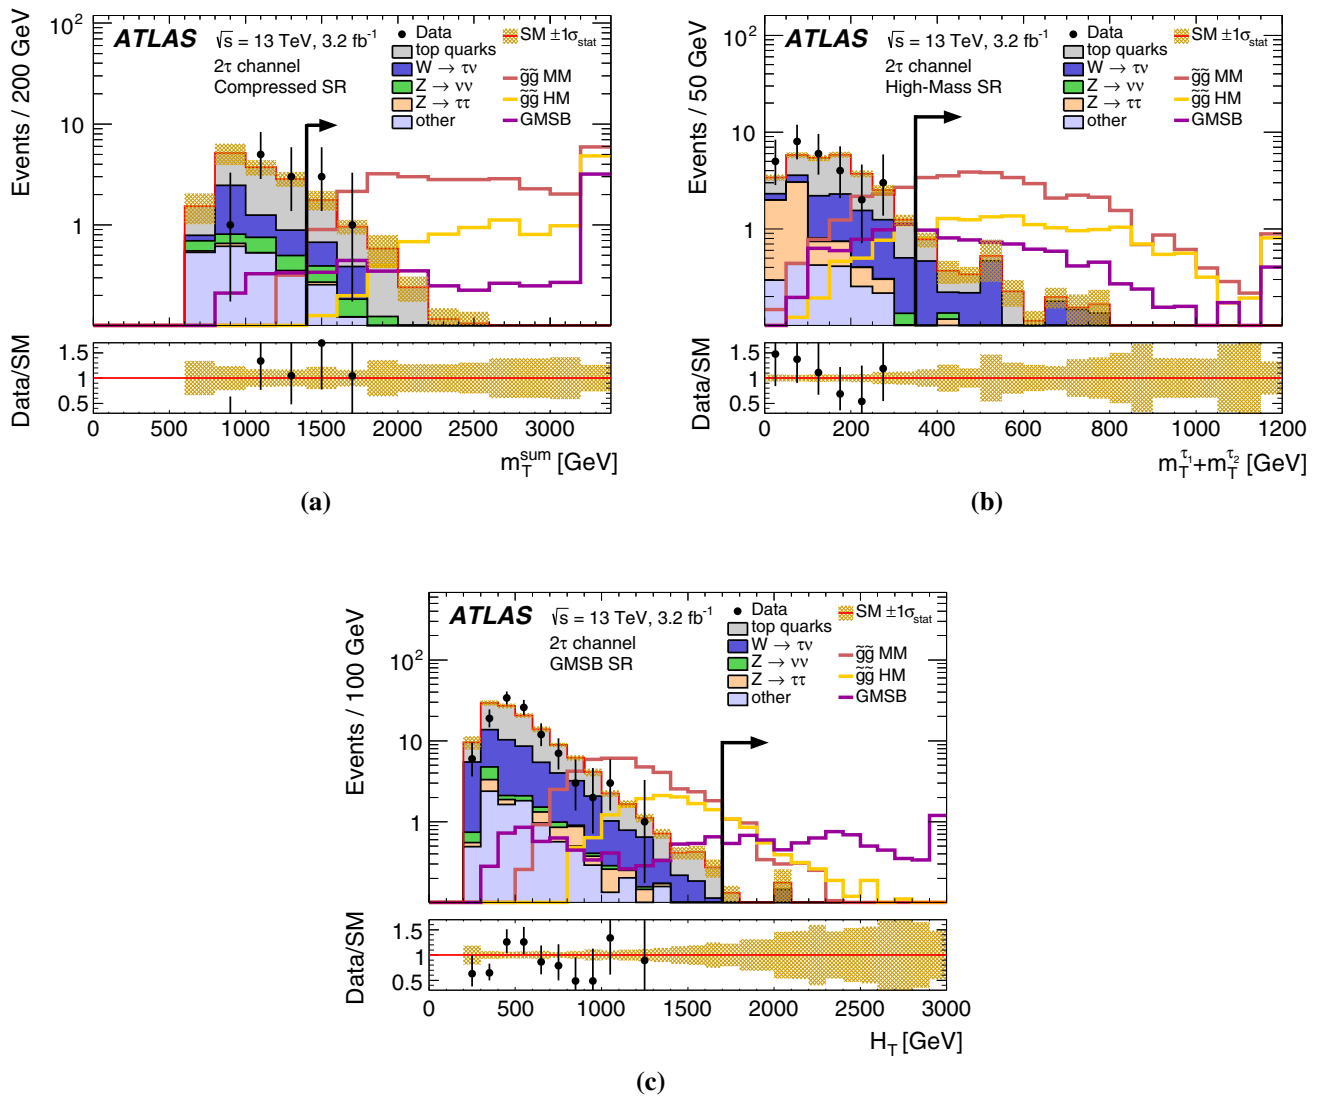 ATLAS √s = 13 TeV, 3.2 fb⁻¹
2τ channel
Compressed SR
Data
top quarks
W → τν
Z → νν
Z → ττ
other
SM ±1σstat
g̃g̃ MM
g̃g̃ HM
GMSB
Events / 200 GeV
10²
10
1
Data/SM
1.5
1
0.5
0 500 1000 1500 2000 2500 3000
m_T^sum [GeV]
(a)
ATLAS √s = 13 TeV, 3.2 fb⁻¹
2τ channel
High-Mass SR
Data
top quarks
W → τν
Z → νν
Z → ττ
other
SM ±1σstat
g̃g̃ MM
g̃g̃ HM
GMSB
Events / 50 GeV
10²
10
1
Data/SM
1.5
1
0.5
0 200 400 600 800 1000 1200
m_T^τ₁+m_T^τ₂ [GeV]
(b)
ATLAS √s = 13 TeV, 3.2 fb⁻¹
2τ channel
GMSB SR
Data
top quarks
W → τν
Z → νν
Z → ττ
other
SM ±1σstat
g̃g̃ MM
g̃g̃ HM
GMSB
Events / 100 GeV
10²
10
1
Data/SM
1.5
1
0.5
0 500 1000 1500 2000 2500 3000
H_T [GeV]
(c)